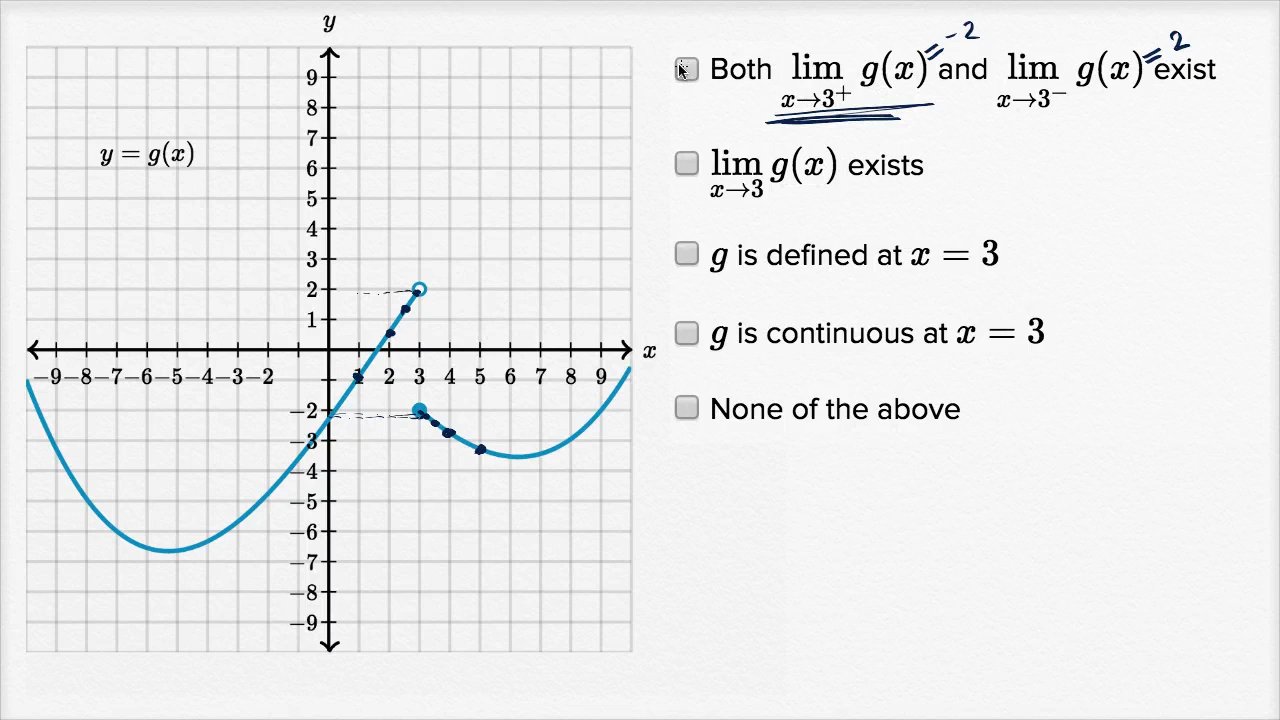 y
9
8
7
6
5
4
3
2
1
y = g(x)
x
−9 −8 −7 −6 −5 −4 −3 −2 1 2 3 4 5 6 7 8 9
−2
−3
−4
−5
−6
−7
−8
−9
Both lim x→3⁺ g(x) = -2 and lim x→3⁻ g(x) = 2 exist
lim x→3 g(x) exists
g is defined at x = 3
g is continuous at x = 3
None of the above